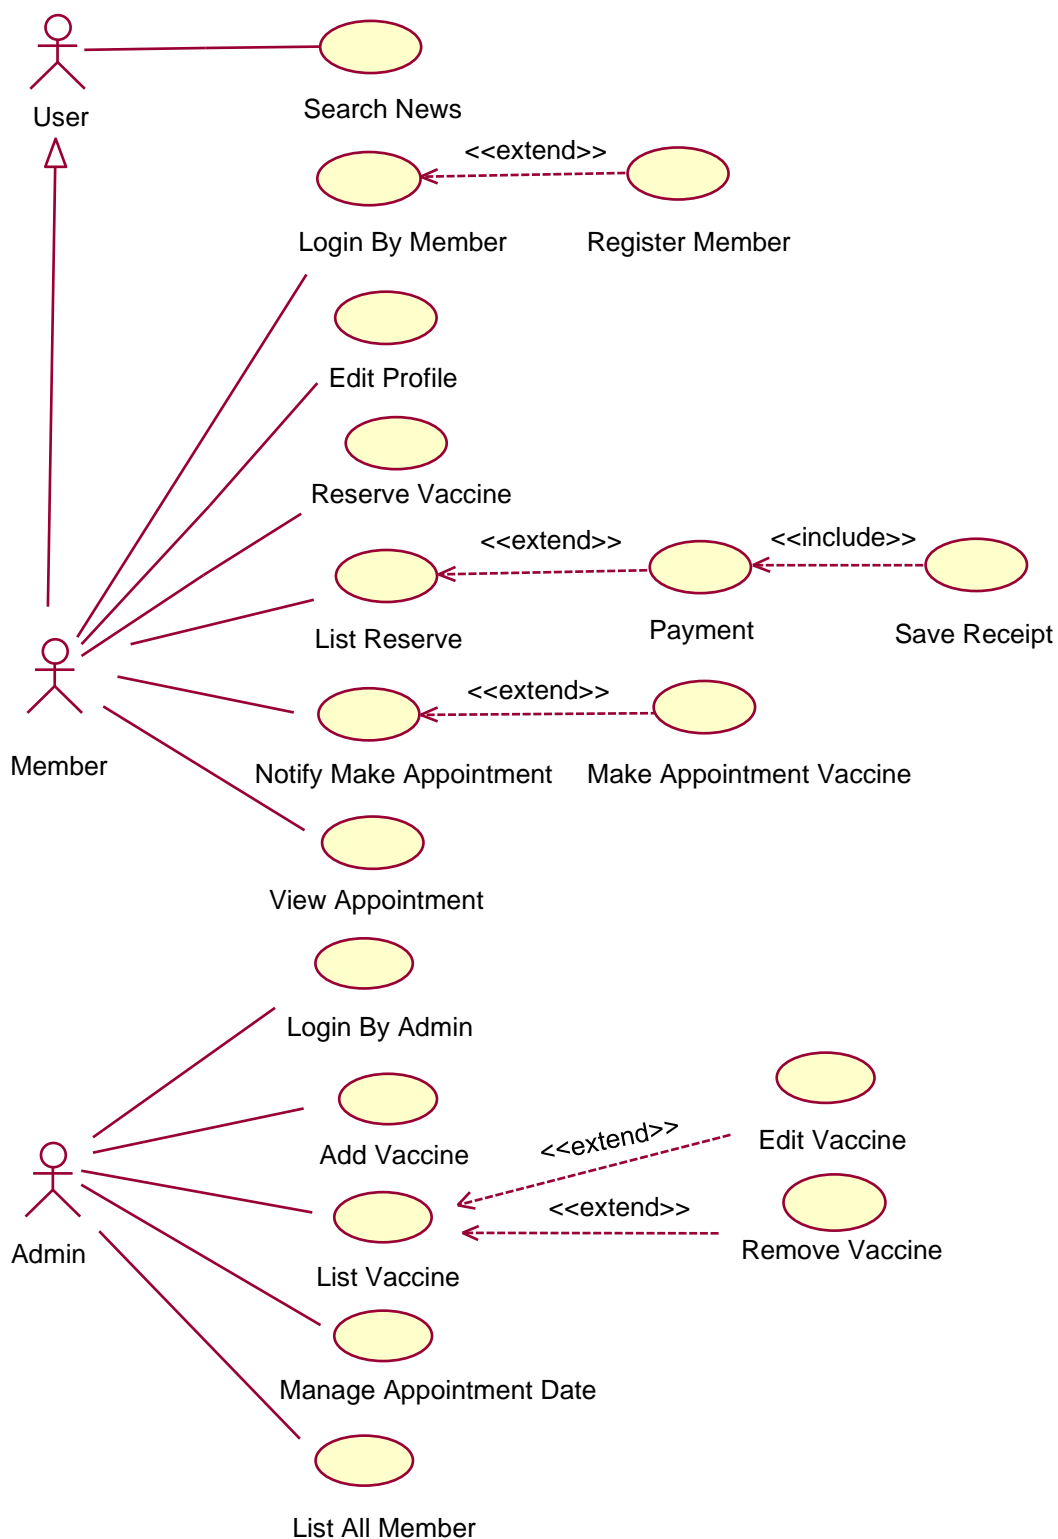 User
Search News
<<extend>>
Login By Member
Register Member
Edit Profile
Reserve Vaccine
<<extend>>
<<include>>
List Reserve
Payment
Save Receipt
<<extend>>
Member
Notify Make Appointment
Make Appointment Vaccine
View Appointment
Login By Admin
<<extend>>
Add Vaccine
Edit Vaccine
<<extend>>
Admin
List Vaccine
Remove Vaccine
Manage Appointment Date
List All Member